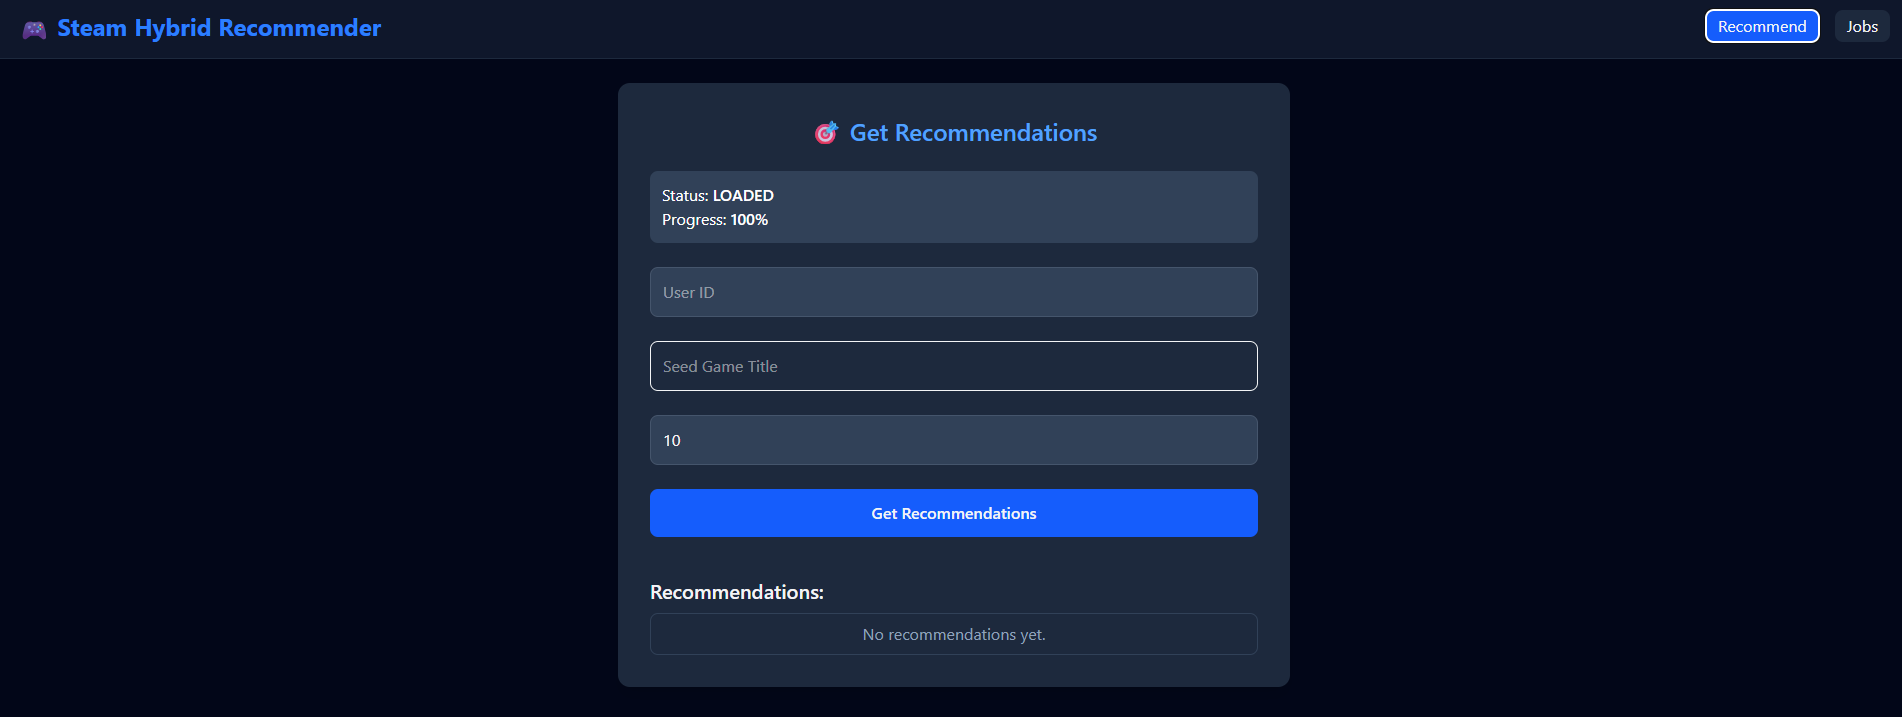 Steam Hybrid Recommender
Recommend
Jobs
Get Recommendations
Status: LOADED
Progress: 100%
User ID
Seed Game Title
10
Get Recommendations
Recommendations:
No recommendations yet.